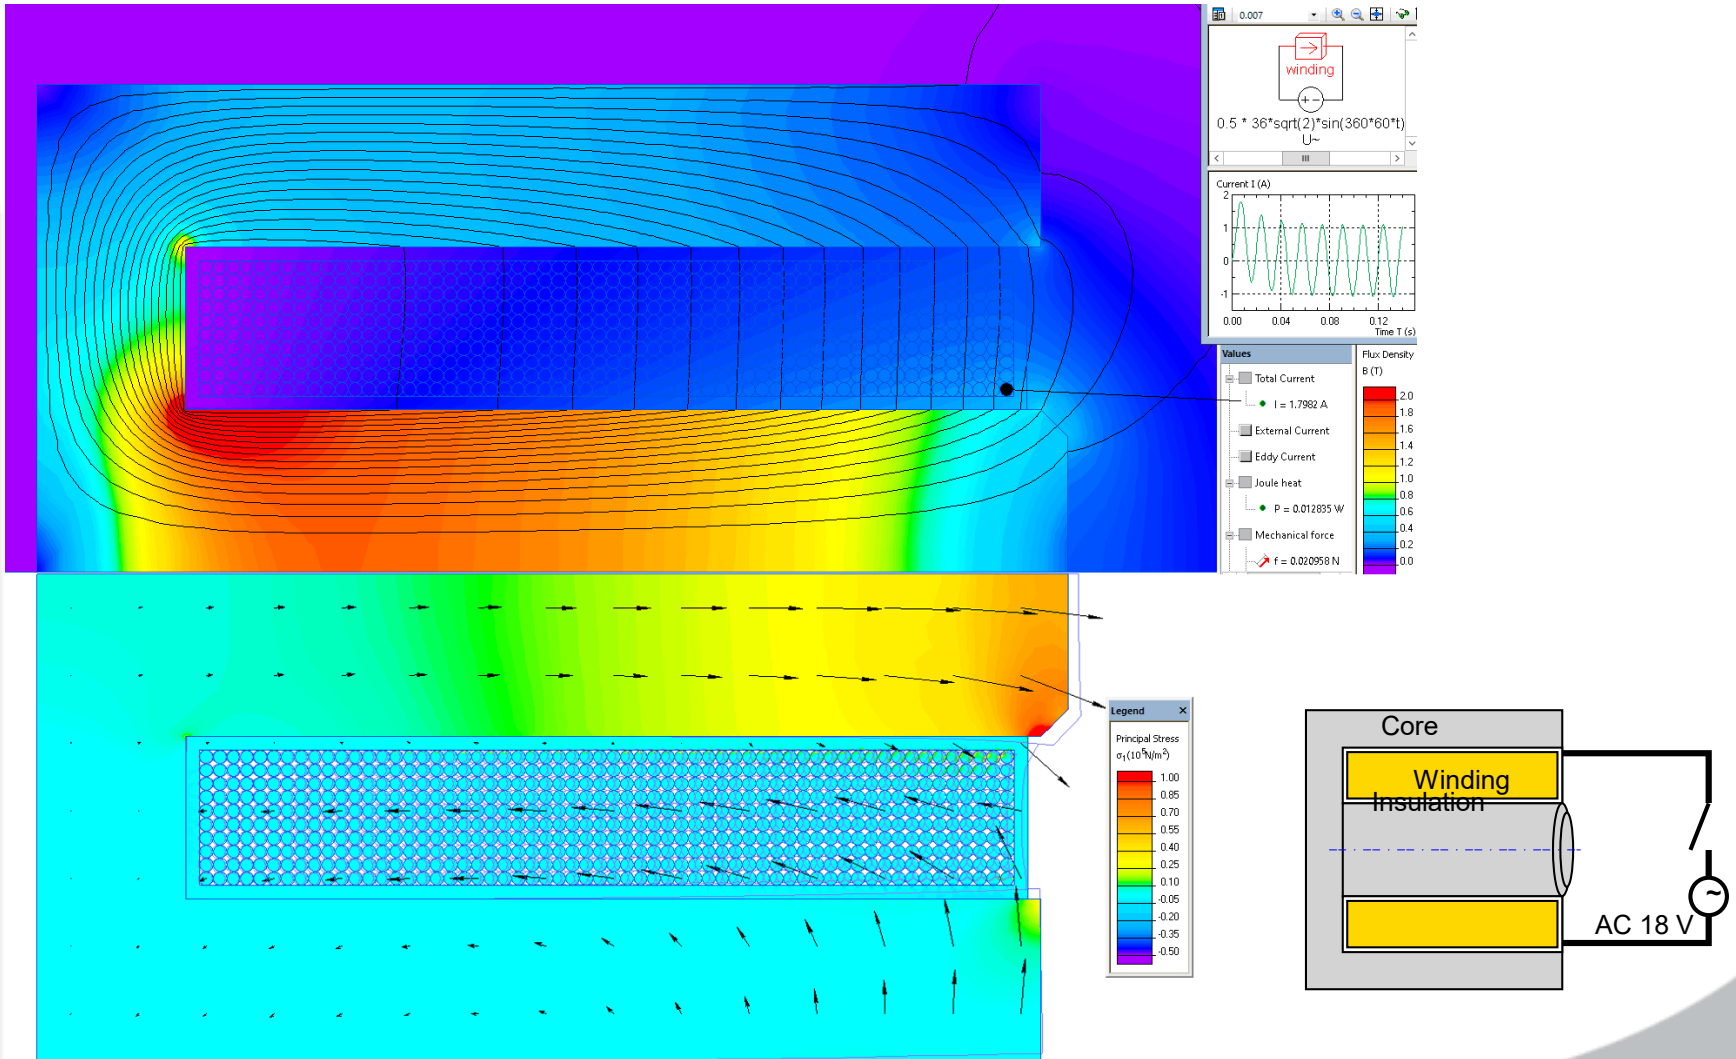 0.007
winding
0.5 * 36*sqrt(2)*sin(360*60*t)
U~
Current I (A)
2
1
0
-1
0.00 0.04 0.08 0.12
Time T (s)
Values
Total Current
I = 1.7982 A
External Current
Eddy Current
Joule heat
P = 0.012835 W
Mechanical force
f = 0.020958 N
Flux Density
B (T)
2.0
1.8
1.6
1.4
1.2
1.0
0.8
0.6
0.4
0.2
0.0
Legend
Principal Stress
σ1(10⁵N/m²)
1.00
0.85
0.70
0.55
0.40
0.25
0.10
-0.05
-0.20
-0.35
-0.50
Core
Winding
Insulation
~
AC 18 V